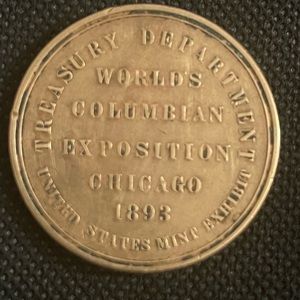 TREASURY DEPARTMENT
WORLD'S
COLUMBIAN
EXPOSITION
CHICAGO
1893
UNITED STATES MINT EXHIBIT